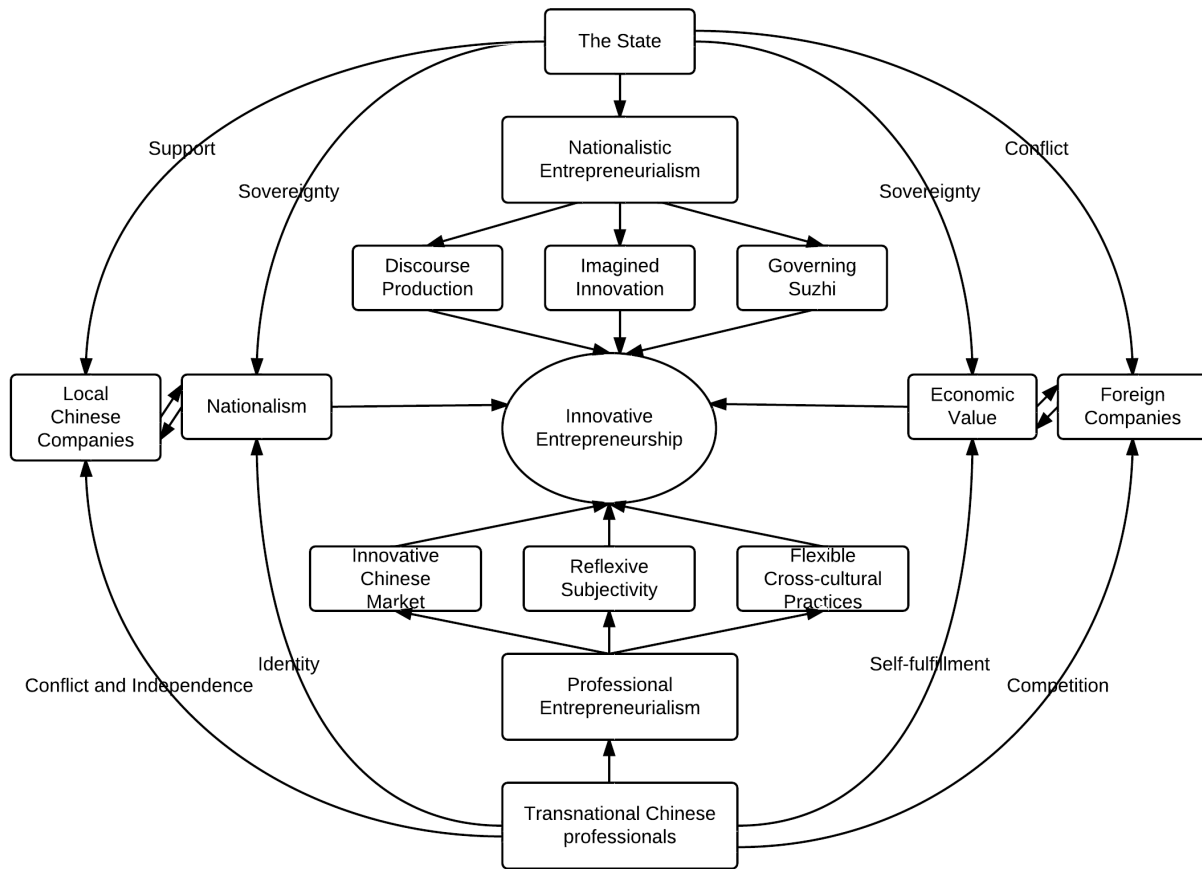 The State
Nationalistic
Entrepreneurialism
Support
Conflict
Sovereignty
Sovereignty
Discourse
Production
Imagined
Innovation
Governing
Suzhi
Local
Chinese
Companies
Nationalism
Innovative
Entrepreneurship
Economic
Value
Foreign
Companies
Innovative
Chinese
Market
Reflexive
Subjectivity
Flexible
Cross-cultural
Practices
Identity
Self-fulfillment
Conflict and Independence
Competition
Professional
Entrepreneurialism
Transnational Chinese
professionals